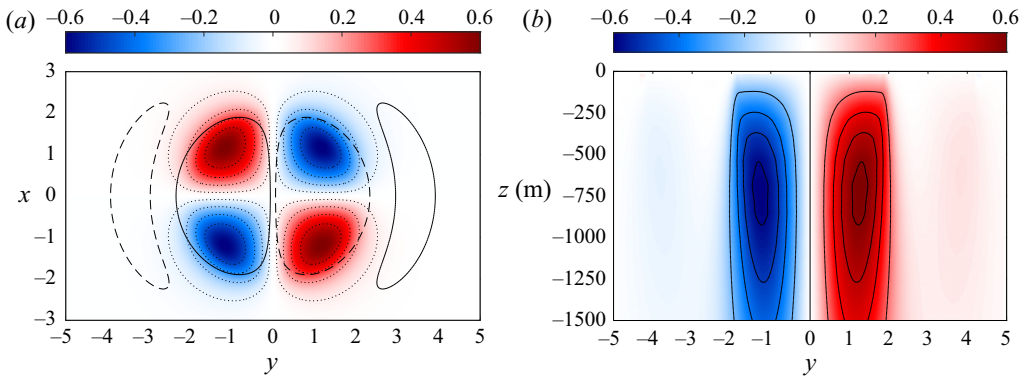 (a) –0.6 –0.4 –0.2 0 0.2 0.4 0.6
3
2
1
x 0
–1
–2
–3
–5 –4 –3 –2 –1 0 1 2 3 4 5
y
(b) –0.6 –0.4 –0.2 0 0.2 0.4 0.6
0
–250
–500
z (m) –750
–1000
–1250
–1500
–5 –4 –3 –2 –1 0 1 2 3 4 5
y